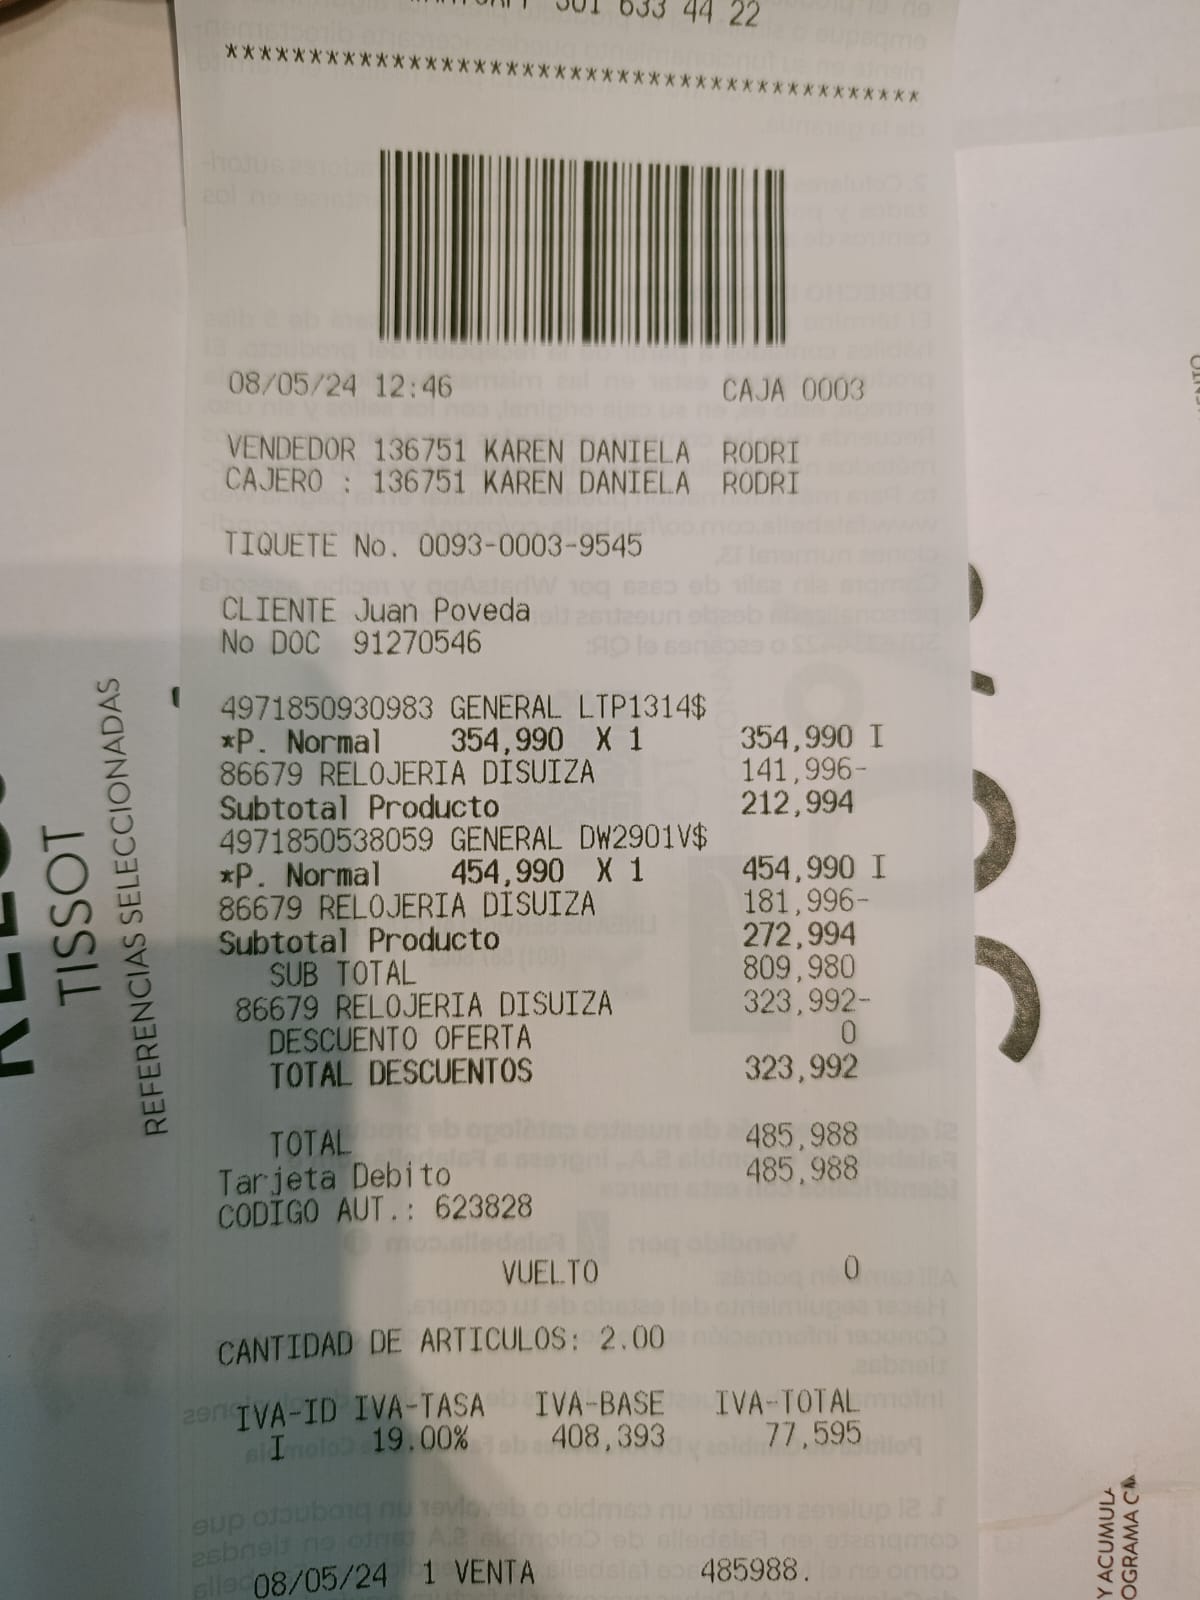 301 633 44 22
******************************************
08/05/24 12:46 CAJA 0003
VENDEDOR 136751 KAREN DANIELA RODRI
CAJERO : 136751 KAREN DANIELA RODRI
TIQUETE No. 0093-0003-9545
CLIENTE Juan Poveda
No DOC 91270546
4971850930983 GENERAL LTP1314$
*P. Normal 354,990 X 1 354,990 I
86679 RELOJERIA DISUIZA 141,996-
Subtotal Producto 212,994
4971850538059 GENERAL DW2901V$
*P. Normal 454,990 X 1 454,990 I
86679 RELOJERIA DISUIZA 181,996-
Subtotal Producto 272,994
SUB TOTAL 809,980
86679 RELOJERIA DISUIZA 323,992-
DESCUENTO OFERTA 0
TOTAL DESCUENTOS 323,992
TOTAL 485,988
Tarjeta Debito 485,988
CODIGO AUT.: 623828
VUELTO 0
CANTIDAD DE ARTICULOS: 2.00
IVA-ID IVA-TASA IVA-BASE IVA-TOTAL
I 19.00% 408,393 77,595
08/05/24 1 VENTA 485988.
TISSOT
REFERENCIAS SELECCIONADAS
Y ACUMULA